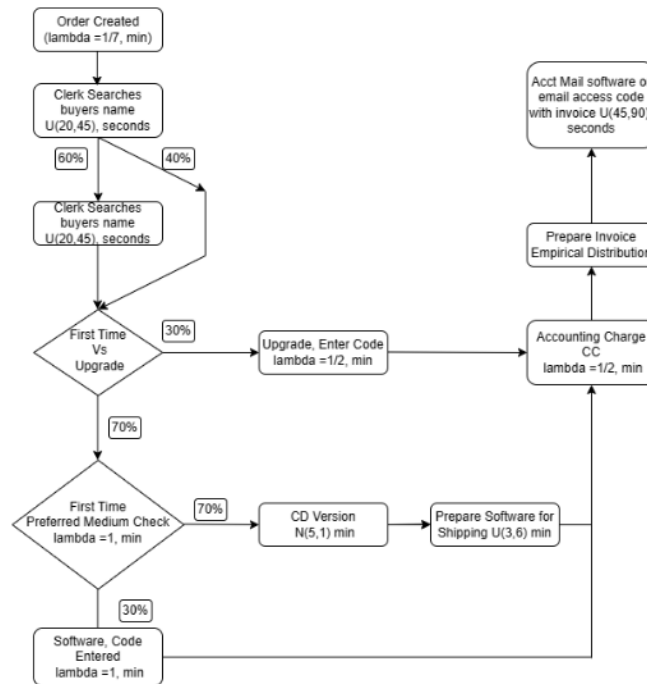 Order Created
(lambda =1/7, min)
Clerk Searches
buyers name
U(20,45), seconds
60%
40%
Clerk Searches
buyers name
U(20,45), seconds
First Time
Vs
Upgrade
30%
Upgrade, Enter Code
lambda =1/2, min
Accounting Charge
CC
lambda =1/2, min
Prepare Invoice
Empirical Distribution
Acct Mail software or
email access code
with invoice U(45,90)
seconds
70%
First Time
Preferred Medium Check
lambda =1, min
70%
CD Version
N(5,1) min
Prepare Software for
Shipping U(3,6) min
30%
Software, Code
Entered
lambda =1, min